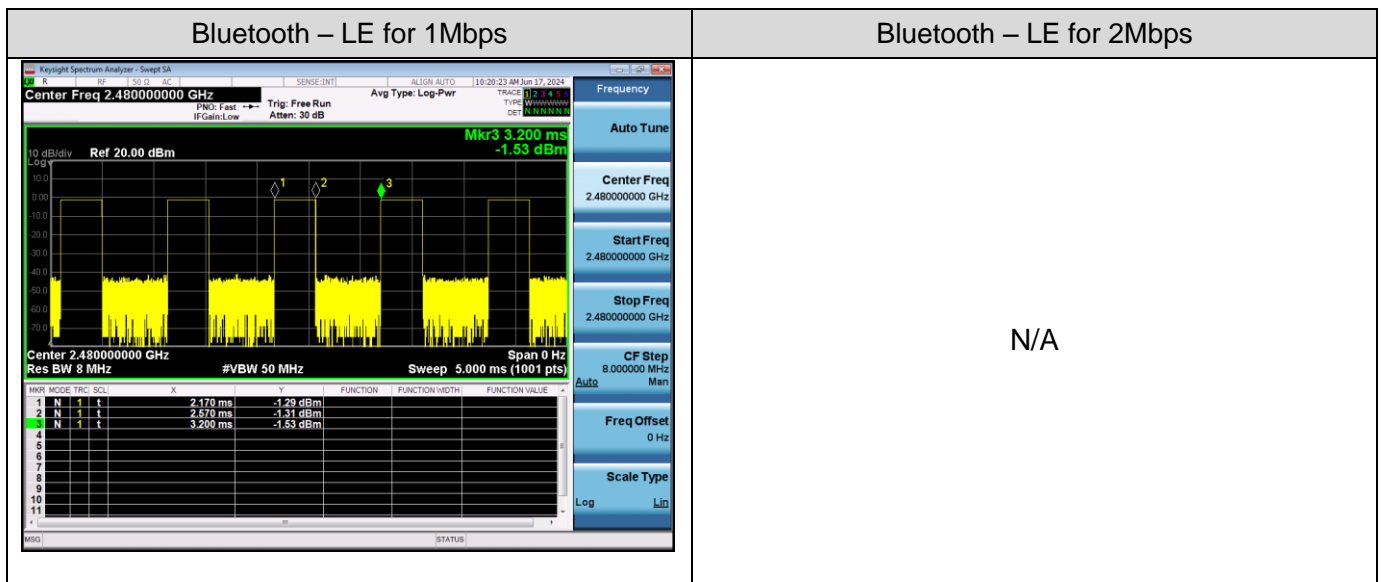 Bluetooth – LE for 1Mbps
Bluetooth – LE for 2Mbps
Keysight Spectrum Analyzer - Swept SA
R RF 50 Ω AC SENSE:INT ALIGN AUTO 10:20:23 AM Jun 17, 2024
Center Freq 2.480000000 GHz
PNO: Fast
IFGain:Low
Trig: Free Run
Atten: 30 dB
Avg Type: Log-Pwr
TRACE 1 2 3 4 5 6
TYPE WWWWWW
DET N N N N N N
Mkr3 3.200 ms
-1.53 dBm
10 dB/div Ref 20.00 dBm
Log
10.0
0.00
-10.0
-20.0
-30.0
-40.0
-50.0
-60.0
-70.0
1
2
3
Center 2.480000000 GHz Span 0 Hz
Res BW 8 MHz #VBW 50 MHz Sweep 5.000 ms (1001 pts)
MKR MODE TRC SCL X Y FUNCTION FUNCTION WIDTH FUNCTION VALUE
1 N 1 t 2.170 ms -1.29 dBm
2 N 1 t 2.570 ms -1.31 dBm
3 N 1 t 3.200 ms -1.53 dBm
4
5
6
7
8
9
10
11
MSG STATUS
Frequency
Auto Tune
Center Freq
2.480000000 GHz
Start Freq
2.480000000 GHz
Stop Freq
2.480000000 GHz
CF Step
8.000000 MHz
Auto Man
Freq Offset
0 Hz
Scale Type
Log Lin
N/A